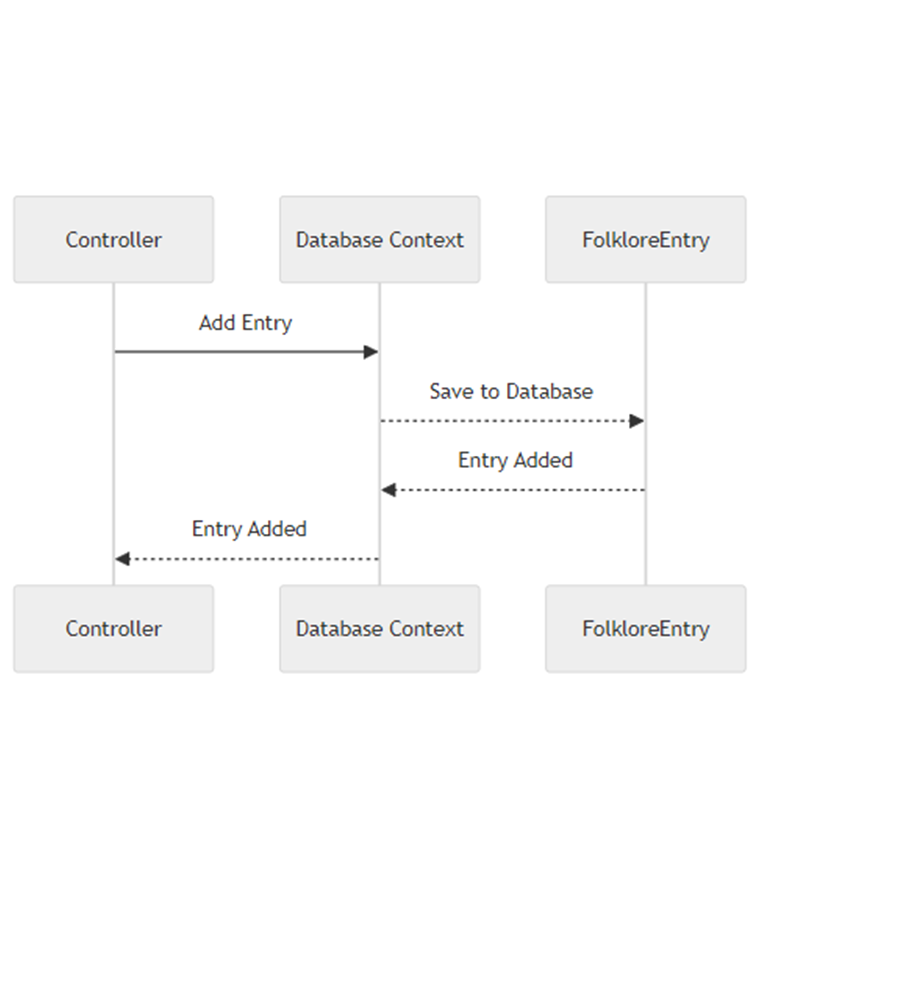 Controller
Database Context
FolkloreEntry
Add Entry
Save to Database
Entry Added
Entry Added
Controller
Database Context
FolkloreEntry